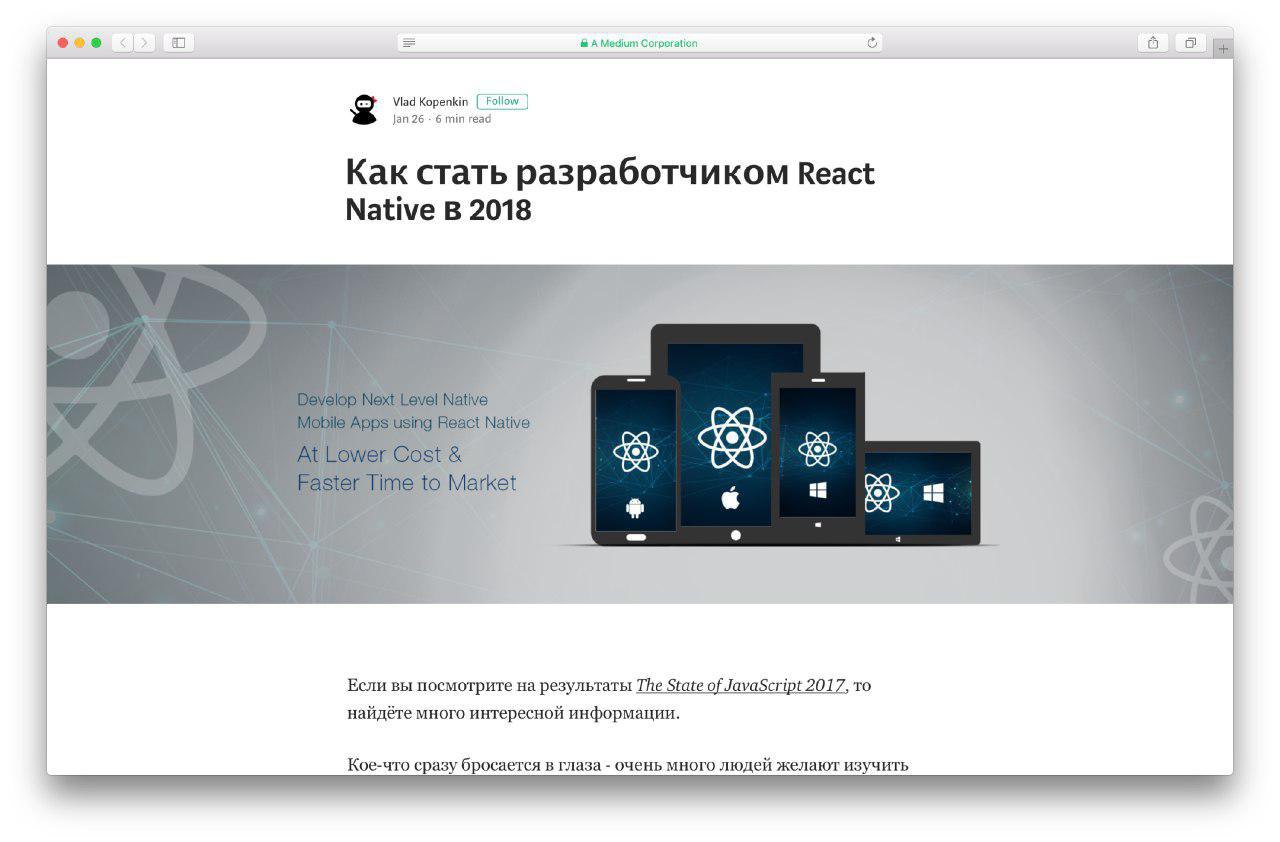 A Medium Corporation
Vlad Kopenkin Follow
Jan 26 · 6 min read
Как стать разработчиком React
Native в 2018
Develop Next Level Native
Mobile Apps using React Native
At Lower Cost &
Faster Time to Market
Если вы посмотрите на результаты The State of JavaScript 2017, то
найдёте много интересной информации.
Кое-что сразу бросается в глаза - очень много людей желают изучить